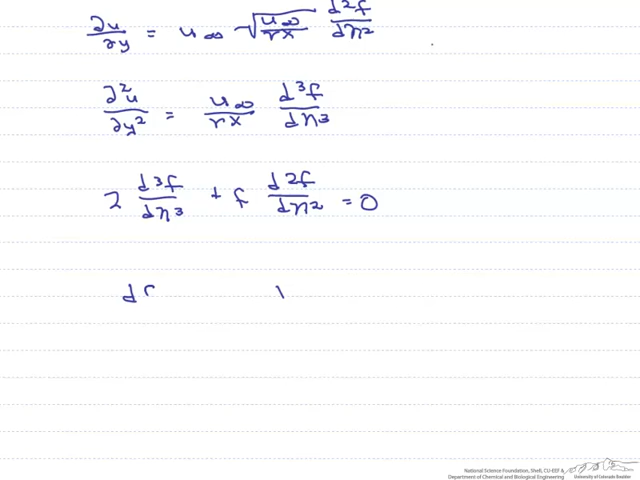 ∂u/∂y = u∞ √(u∞/νx) d²f/dη²
∂²u/∂y² = u∞/νx d³f/dη³
2 d³f/dη³ + f d²f/dη² = 0
d
National Science Foundation, Shell, CU-EEF &
Department of Chemical and Biological Engineering
University of Colorado Boulder